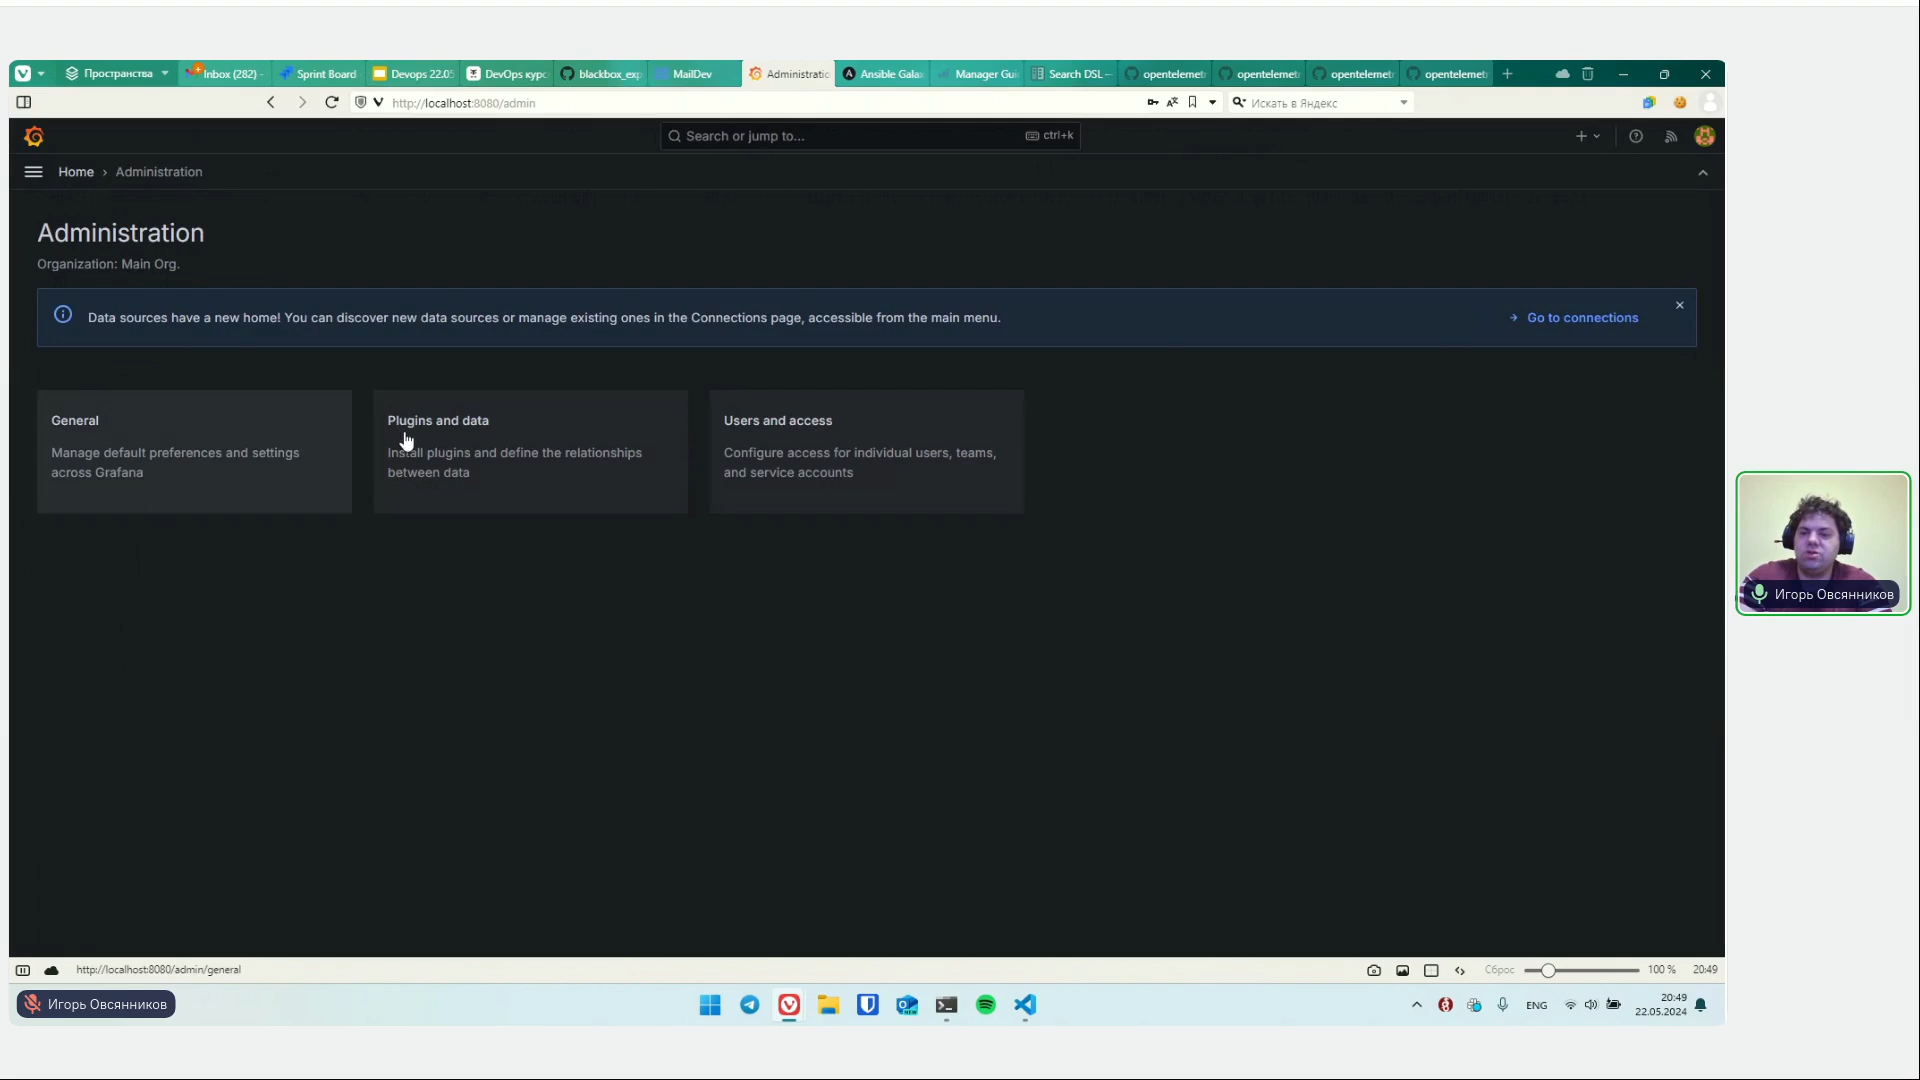 Пространства
Inbox (282) -
Sprint Board
Devops 22.05
DevOps курс
blackbox_exp
MailDev
Administratio
Ansible Galax
Manager Gui
Search DSL –
opentelemet
opentelemet
opentelemet
opentelemet
http://localhost:8080/admin
Искать в Яндекс
Search or jump to...
ctrl+k
Home › Administration
Administration
Organization: Main Org.
Data sources have a new home! You can discover new data sources or manage existing ones in the Connections page, accessible from the main menu.
Go to connections
General
Manage default preferences and settings
across Grafana
Plugins and data
Install plugins and define the relationships
between data
Users and access
Configure access for individual users, teams,
and service accounts
Игорь Овсянников
http://localhost:8080/admin/general
Сброс
100 %
20:49
Игорь Овсянников
ENG
20:49
22.05.2024